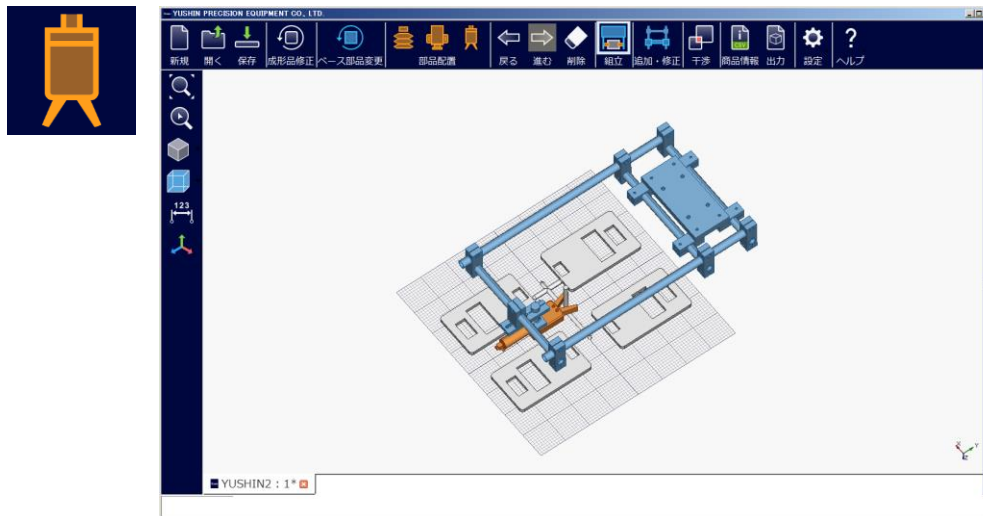 YUSHIN PRECISION EQUIPMENT CO., LTD.
新規 開く 保存 成形品修正 ベース部品変更 部品配置 戻る 進む 削除 組立 追加・修正 干渉 商品情報 出力 設定 ヘルプ
123
YUSHIN2 : 1*